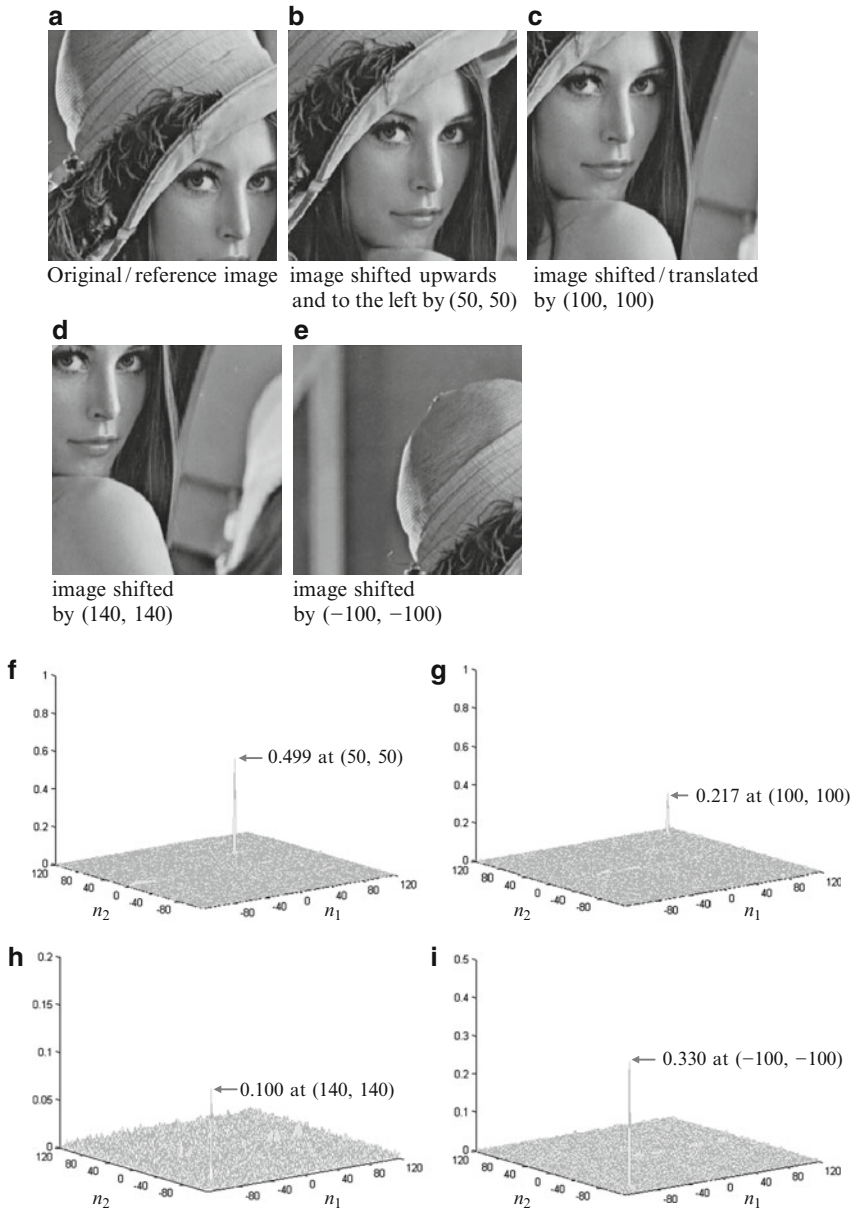 a
b
c
Original / reference image
image shifted upwards
and to the left by (50, 50)
image shifted / translated
by (100, 100)
d
e
image shifted
by (140, 140)
image shifted
by (−100, −100)
f
1
0.8
0.6
0.4
0.2
0
0.499 at (50, 50)
120
80
40
0
-40
-80
n2
-80
-40
0
40
80
120
n1
g
1
0.8
0.6
0.4
0.2
0
0.217 at (100, 100)
120
80
40
0
-40
-80
n2
-80
-40
0
40
80
120
n1
h
0.2
0.15
0.1
0.05
0
0.100 at (140, 140)
120
80
40
0
-40
-80
n2
-80
-40
0
40
80
120
n1
i
0.5
0.4
0.3
0.2
0.1
0
0.330 at (−100, −100)
120
80
40
0
-40
-80
n2
-80
-40
0
40
80
120
n1